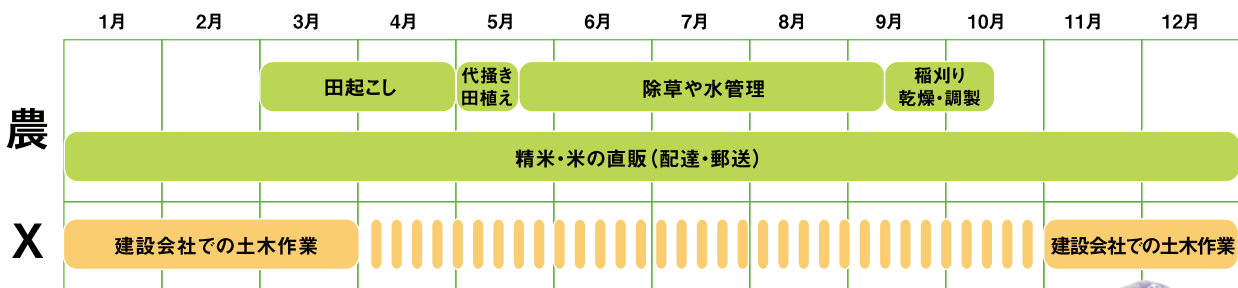 1月 2月 3月 4月 5月 6月 7月 8月 9月 10月 11月 12月
農
田起こし
代掻き
田植え
除草や水管理
稲刈り
乾燥・調製
精米・米の直販(配達・郵送)
X
建設会社での土木作業
建設会社での土木作業